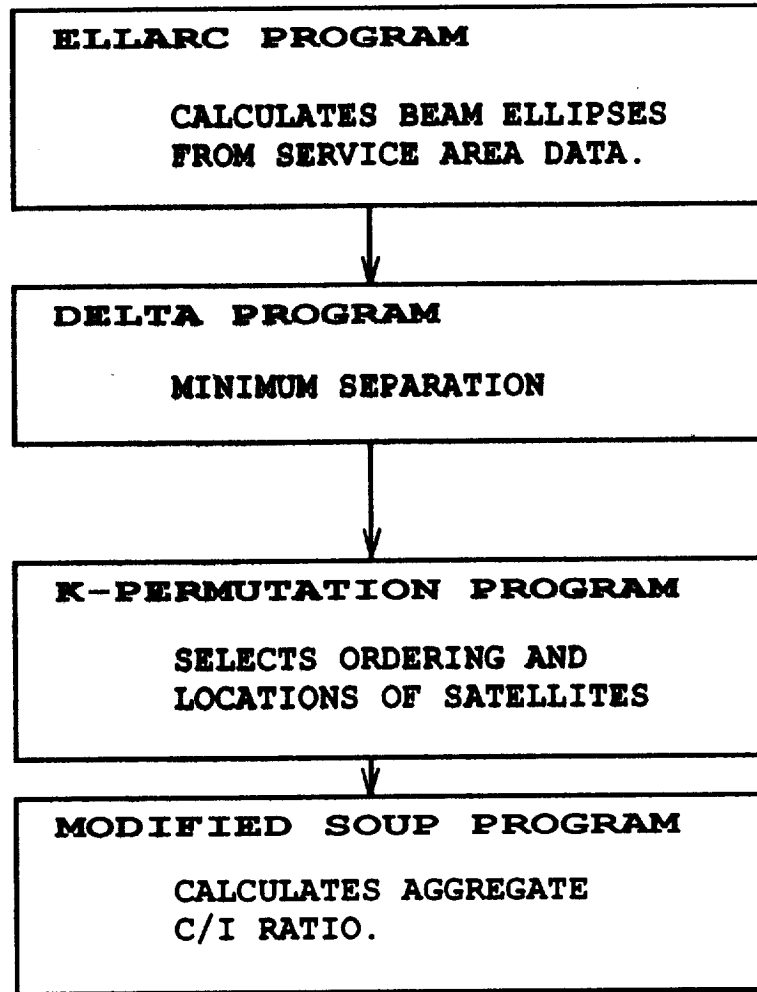 ELLARC PROGRAM
CALCULATES BEAM ELLIPSES
FROM SERVICE AREA DATA.
DELTA PROGRAM
MINIMUM SEPARATION
K-PERMUTATION PROGRAM
SELECTS ORDERING AND
LOCATIONS OF SATELLITES
MODIFIED SOUP PROGRAM
CALCULATES AGGREGATE
C/I RATIO.